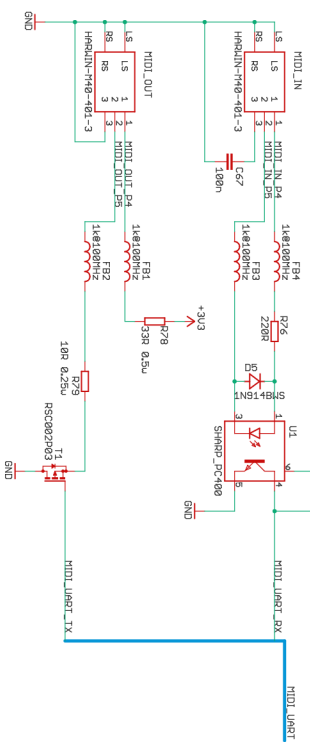 GND
LS
RS
LS
RS
1
2
3
1
2
3
MIDI_OUT
HARWIN-M40-401-3
LS
RS
LS
RS
1
2
3
1
2
3
MIDI_IN
HARWIN-M40-401-3
MIDI_OUT_P4
MIDI_OUT_P5
MIDI_IN_P4
MIDI_IN_P5
C67
100n
FB1
1k@100MHz
FB2
1k@100MHz
FB3
1k@100MHz
FB4
1k@100MHz
+3V3
R78
33R 0.5w
R76
220R
R79
10R 0.25w
D5
1N914BWS
U1
SHARP_PC400
1
3
6
4
5
T1
RSC002P03
GND
GND
MIDI_UART_TX
MIDI_UART_RX
MIDI_UART